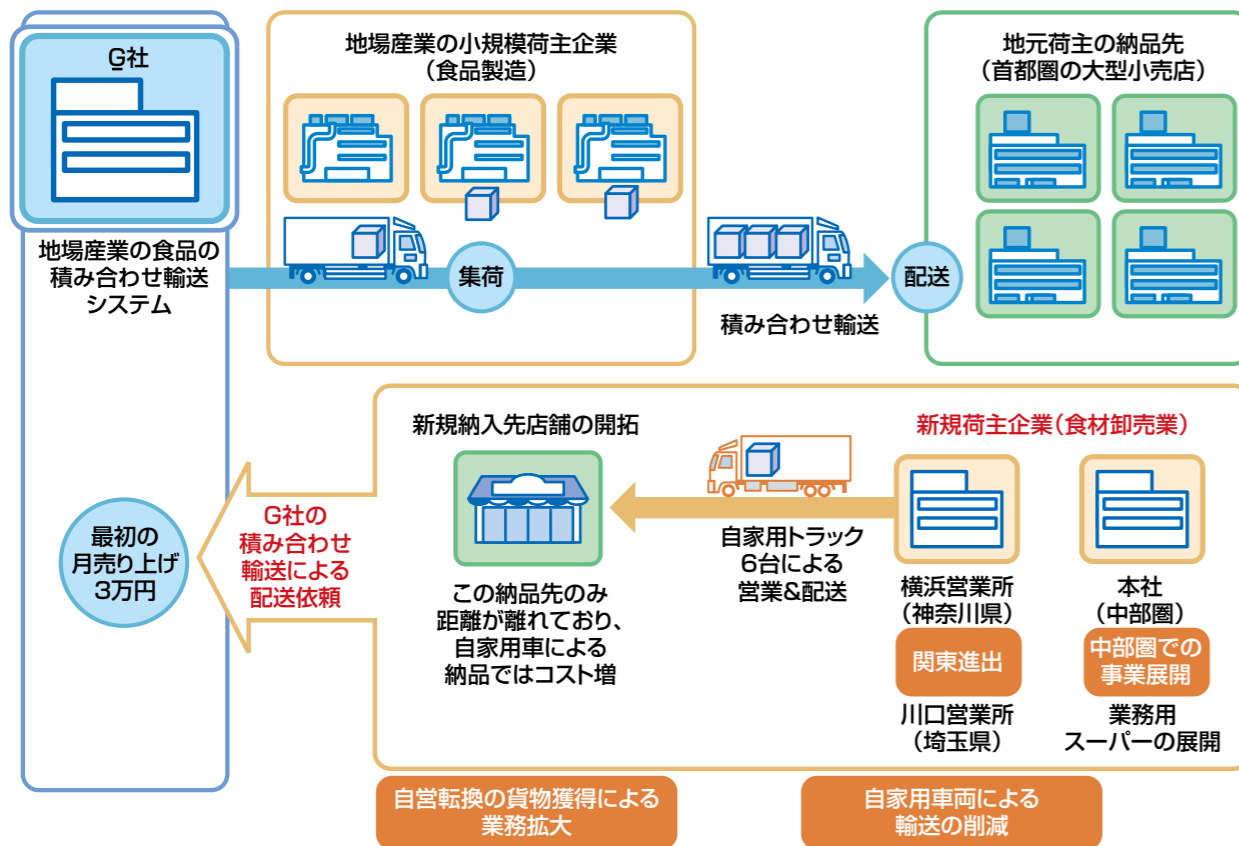 G社
地場産業の食品の
積み合わせ輸送
システム
地場産業の小規模荷主企業
（食品製造）
集荷
積み合わせ輸送
地元荷主の納品先
（首都圏の大型小売店）
配送
最初の
月売り上げ
3万円
G社の
積み合わせ
輸送による
配送依頼
新規納入先店舗の開拓
この納品先のみ
距離が離れており、
自家用車による
納品ではコスト増
自家用トラック
6台による
営業&配送
新規荷主企業（食材卸売業）
横浜営業所
（神奈川県）
関東進出
川口営業所
（埼玉県）
本社
（中部圏）
中部圏での
事業展開
業務用
スーパーの展開
自営転換の貨物獲得による
業務拡大
自家用車両による
輸送の削減